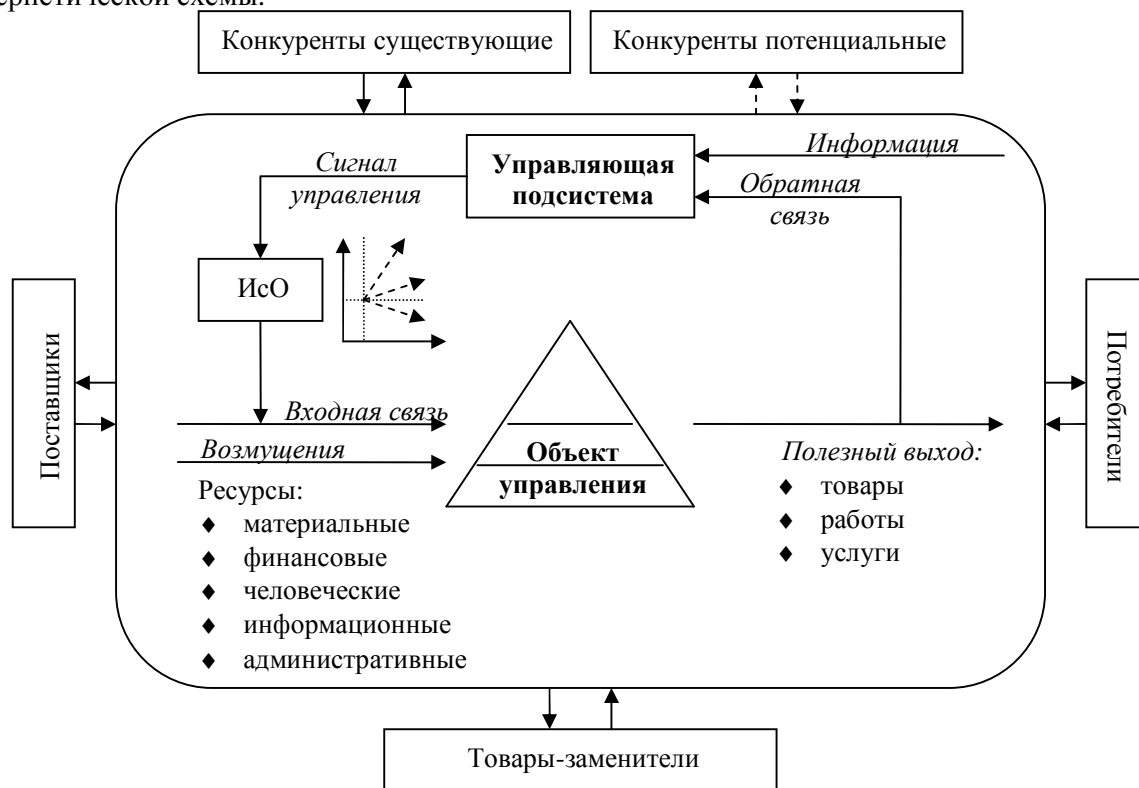 схемы.
Конкуренты существующие
Конкуренты потенциальные
Информация
Сигнал
управления
Управляющая
подсистема
Обратная
связь
ИсО
Поставщики
Потребители
Входная связь
Возмущения
Объект
управления
Полезный выход:
♦ товары
♦ работы
♦ услуги
Ресурсы:
♦ материальные
♦ финансовые
♦ человеческие
♦ информационные
♦ административные
Товары-заменители